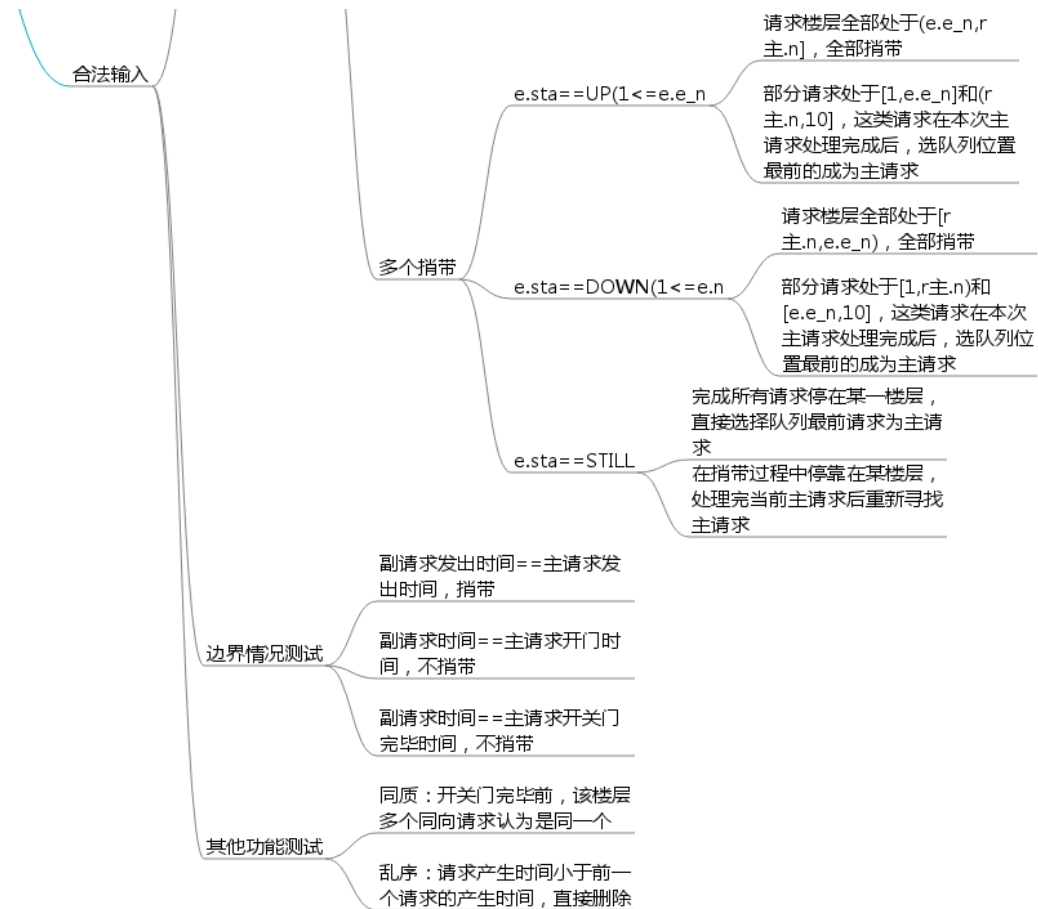 合法输入
多个捎带
e.sta==UP(1<=e.e_n
请求楼层全部处于(e.e_n,r
主.n]，全部捎带
部分请求处于[1,e.e_n]和(r
主.n,10]，这类请求在本次主
请求处理完成后，选队列位置
最前的成为主请求
e.sta==DOWN(1<=e.n
请求楼层全部处于[r
主.n,e.e_n)，全部捎带
部分请求处于[1,r主.n)和
[e.e_n,10]，这类请求在本次
主请求处理完成后，选队列位
置最前的成为主请求
e.sta==STILL
完成所有请求停在某一楼层，
直接选择队列最前请求为主请
求
在捎带过程中停靠在某楼层，
处理完当前主请求后重新寻找
主请求
边界情况测试
副请求发出时间==主请求发
出时间，捎带
副请求时间==主请求开门时
间，不捎带
副请求时间==主请求开关门
完毕时间，不捎带
其他功能测试
同质：开关门完毕前，该楼层
多个同向请求认为是同一个
乱序：请求产生时间小于前一
个请求的产生时间，直接删除